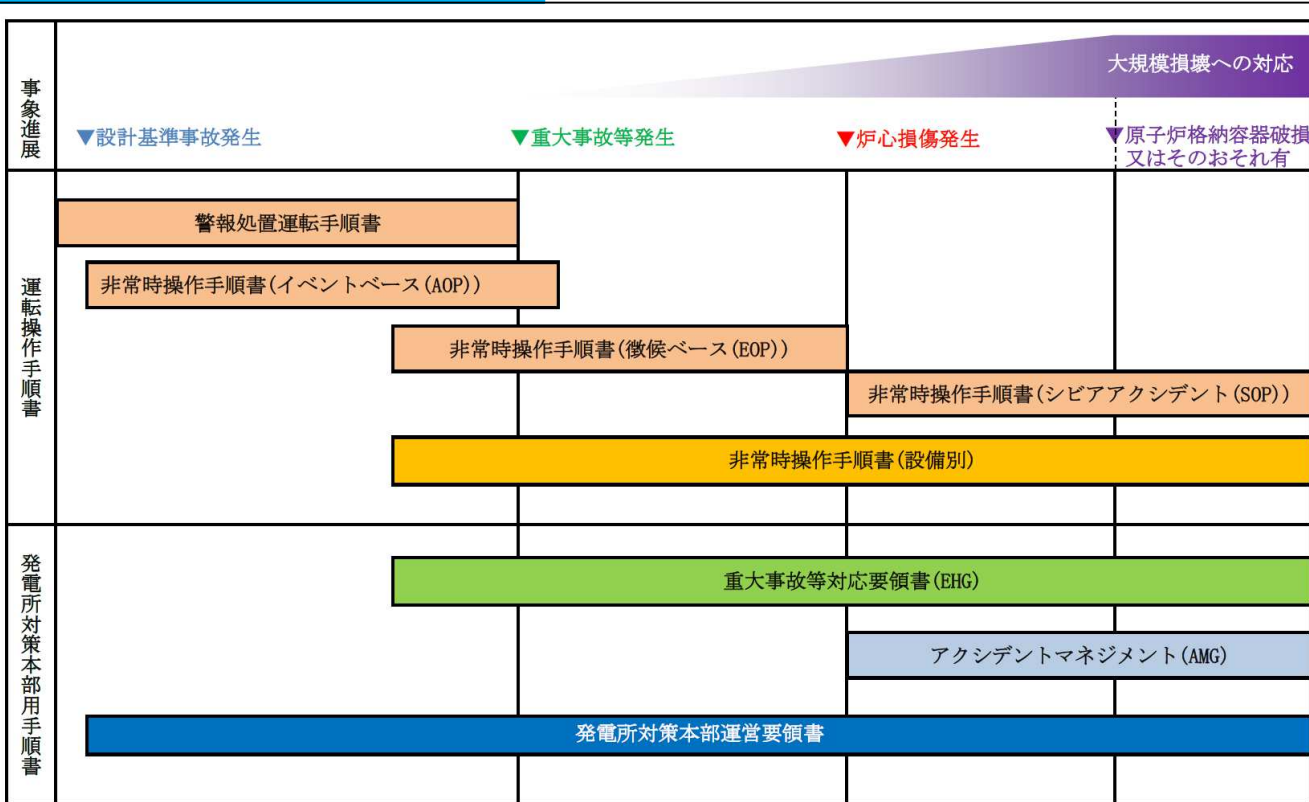 事象進展
大規模損壊への対応
▼設計基準事故発生
▼重大事故等発生
▼炉心損傷発生
▼原子炉格納容器破損
又はそのおそれ有
運転操作手順書
警報処置運転手順書
非常時操作手順書(イベントベース(AOP))
非常時操作手順書(徴候ベース(EOP))
非常時操作手順書(シビアアクシデント(SOP))
非常時操作手順書(設備別)
発電所対策本部用手順書
重大事故等対応要領書(EHG)
アクシデントマネジメント(AMG)
発電所対策本部運営要領書